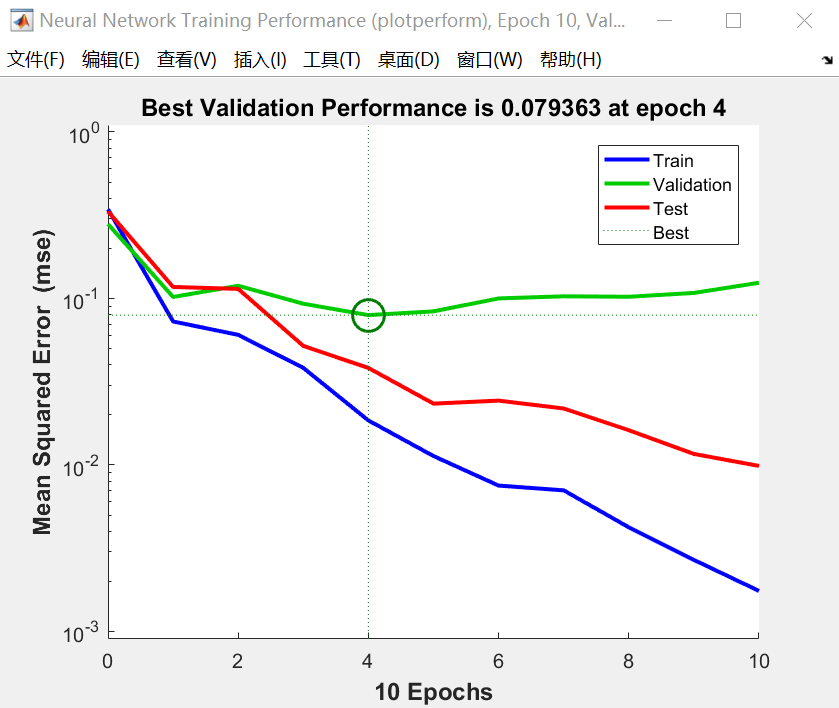 Neural Network Training Performance (plotperform), Epoch 10, Val...
文件(F) 编辑(E) 查看(V) 插入(I) 工具(T) 桌面(D) 窗口(W) 帮助(H)
Best Validation Performance is 0.079363 at epoch 4
10^0
10^-1
10^-2
10^-3
Mean Squared Error (mse)
Train
Validation
Test
Best
0 2 4 6 8 10
10 Epochs